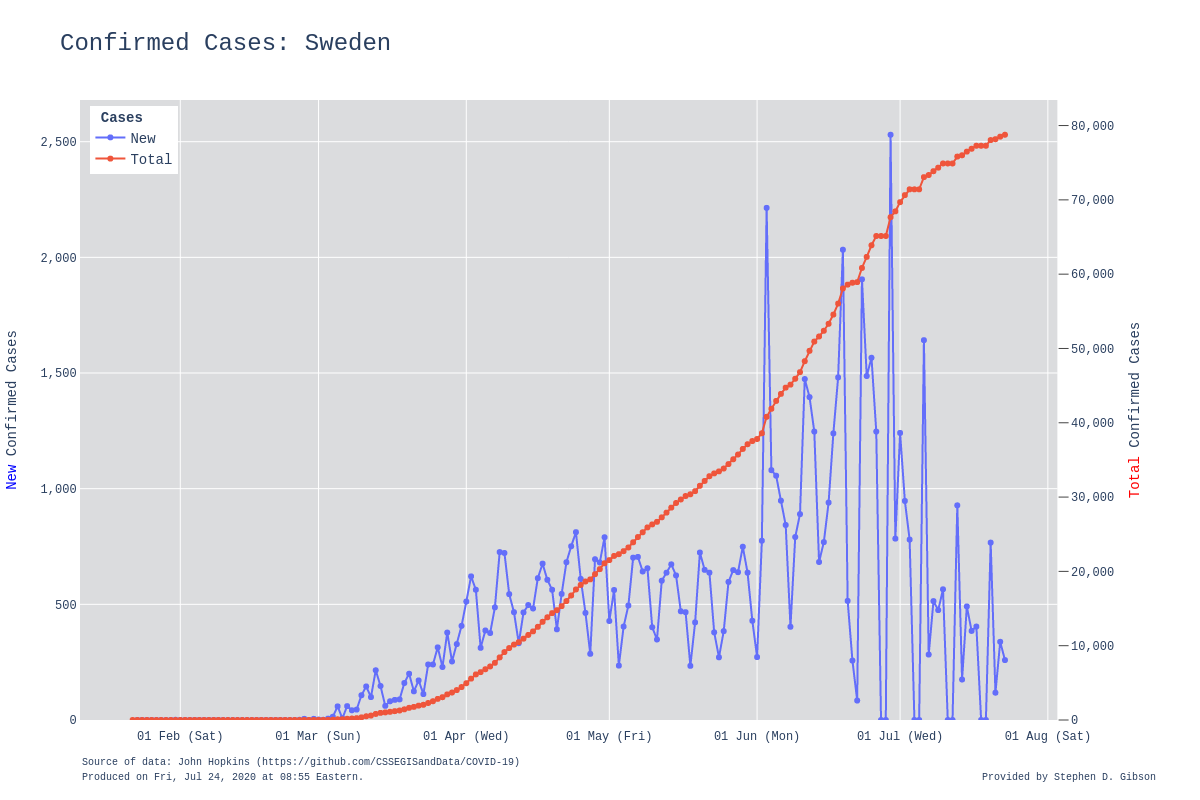 Confirmed Cases: Sweden
Cases
New
Total
2,500
2,000
1,500
1,000
500
0
New Confirmed Cases
80,000
70,000
60,000
50,000
40,000
30,000
20,000
10,000
0
Total Confirmed Cases
01 Feb (Sat)
01 Mar (Sun)
01 Apr (Wed)
01 May (Fri)
01 Jun (Mon)
01 Jul (Wed)
01 Aug (Sat)
Source of data: John Hopkins (https://github.com/CSSEGISandData/COVID-19)
Produced on Fri, Jul 24, 2020 at 08:55 Eastern.
Provided by Stephen D. Gibson